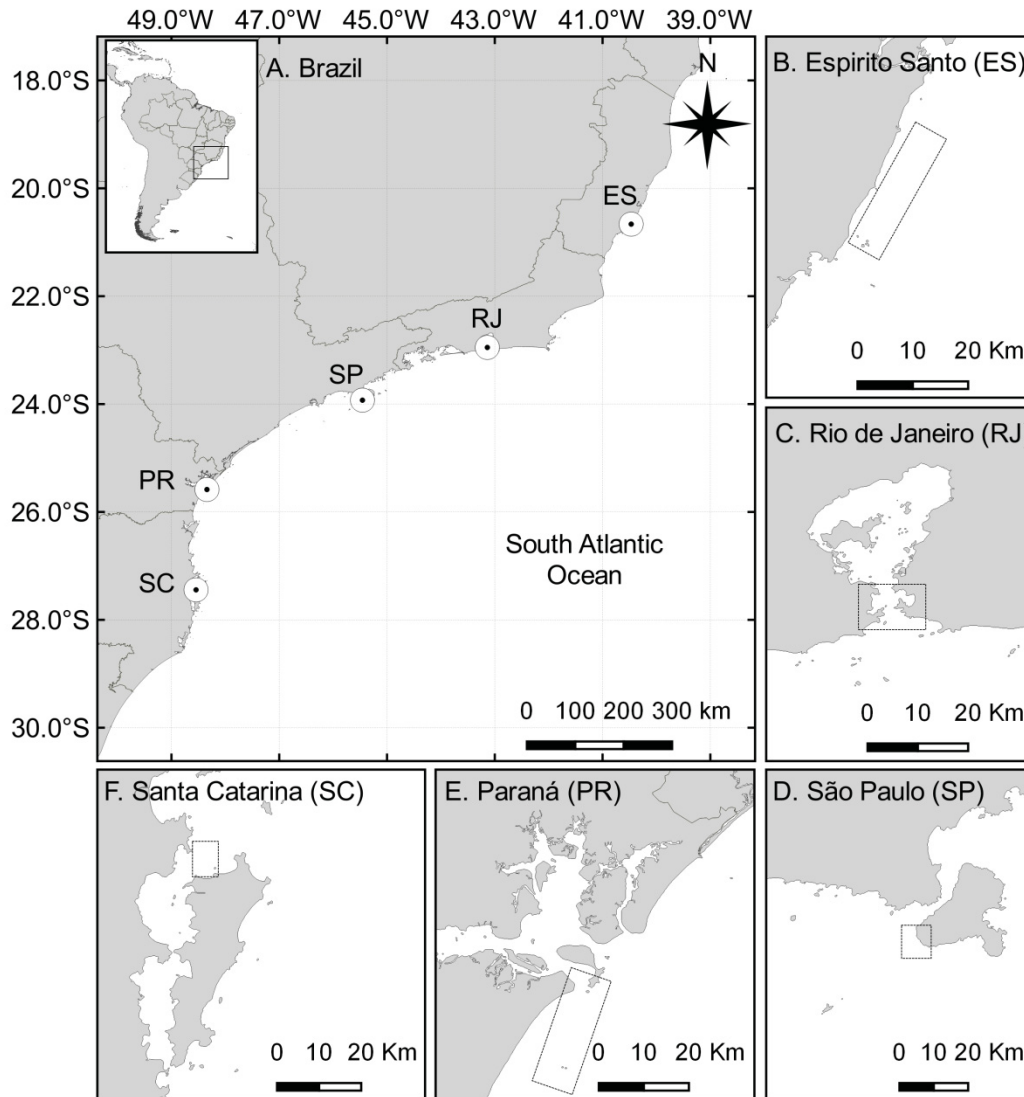 49.0°W 47.0°W 45.0°W 43.0°W 41.0°W 39.0°W
A. Brazil
N
18.0°S
20.0°S
22.0°S
24.0°S
26.0°S
28.0°S
30.0°S
ES
RJ
SP
PR
SC
South Atlantic
Ocean
0 100 200 300 km
B. Espirito Santo (ES)
0 10 20 Km
C. Rio de Janeiro (RJ
0 10 20 Km
F. Santa Catarina (SC)
0 10 20 Km
E. Paraná (PR)
0 10 20 Km
D. São Paulo (SP)
0 10 20 Km